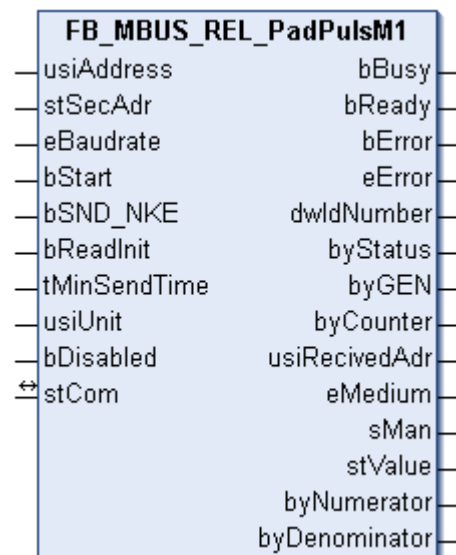 FB_MBUS_REL_PadPulsM1
usiAddress bBusy
stSecAdr bReady
eBaudrate bError
bStart eError
bSND_NKE dwIdNumber
bReadInit byStatus
tMinSendTime byGEN
usiUnit byCounter
bDisabled usiRecivedAdr
stCom eMedium
sMan
stValue
byNumerator
byDenominator